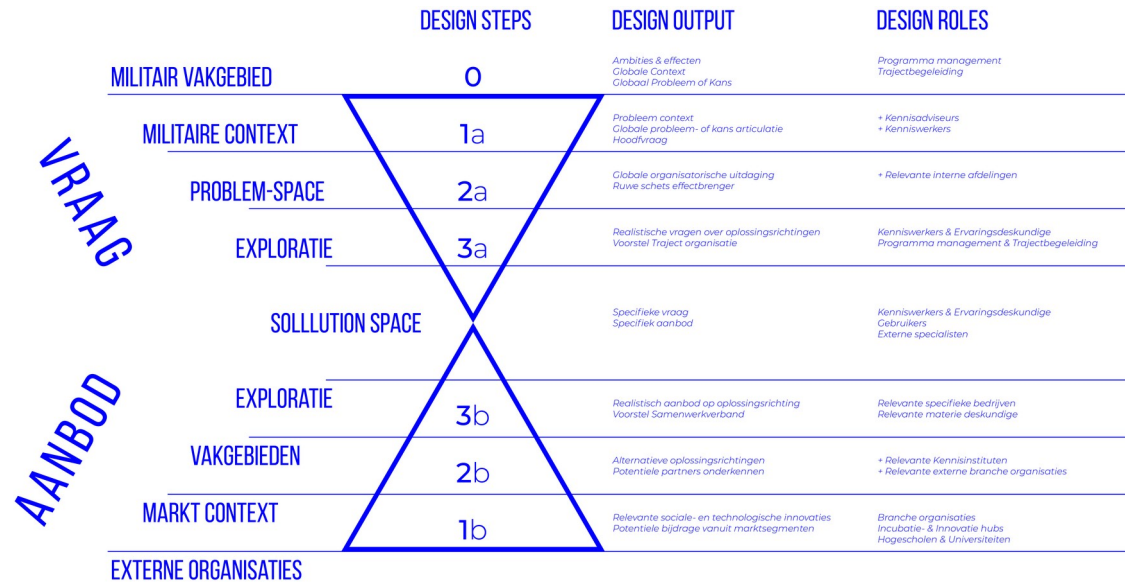 DESIGN STEPS
DESIGN OUTPUT
DESIGN ROLES
MILITAIR VAKGEBIED
0
Ambities & effecten
Globale Context
Globaal Probleem of Kans
Programma management
Trajectbegeleiding
VRAAG
MILITAIRE CONTEXT
1a
Probleem context
Globale probleem- of kans articulatie
Hoodfvraag
+ Kennisadviseurs
+ Kenniswerkers
PROBLEM-SPACE
2a
Globale organisatorische uitdaging
Ruwe schets effectbrenger
+ Relevante interne afdelingen
EXPLORATIE
3a
Realistische vragen over oplossingsrichtingen
Voorstel Traject organisatie
Kenniswerkers & Ervaringsdeskundige
Programma management & Trajectbegeleiding
SOLLLUTION SPACE
Specifieke vraag
Specifiek aanbod
Kenniswerkers & Ervaringsdeskundige
Gebruikers
Externe specialisten
AANBOD
EXPLORATIE
3b
Realistisch aanbod op oplossingsrichting
Voorstel Samenwerkverband
Relevante specifieke bedrijven
Relevante materie deskundige
VAKGEBIEDEN
2b
Alternatieve oplossingsrichtingen
Potentiele partners onderkennen
+ Relevante Kennisinstituten
+ Relevante externe branche organisaties
MARKT CONTEXT
1b
Relevante sociale- en technologische innovaties
Potentiele bijdrage vanuit marktsegmenten
Branche organisaties
Incubatie- & Innovatie hubs
Hogescholen & Universiteiten
EXTERNE ORGANISATIES